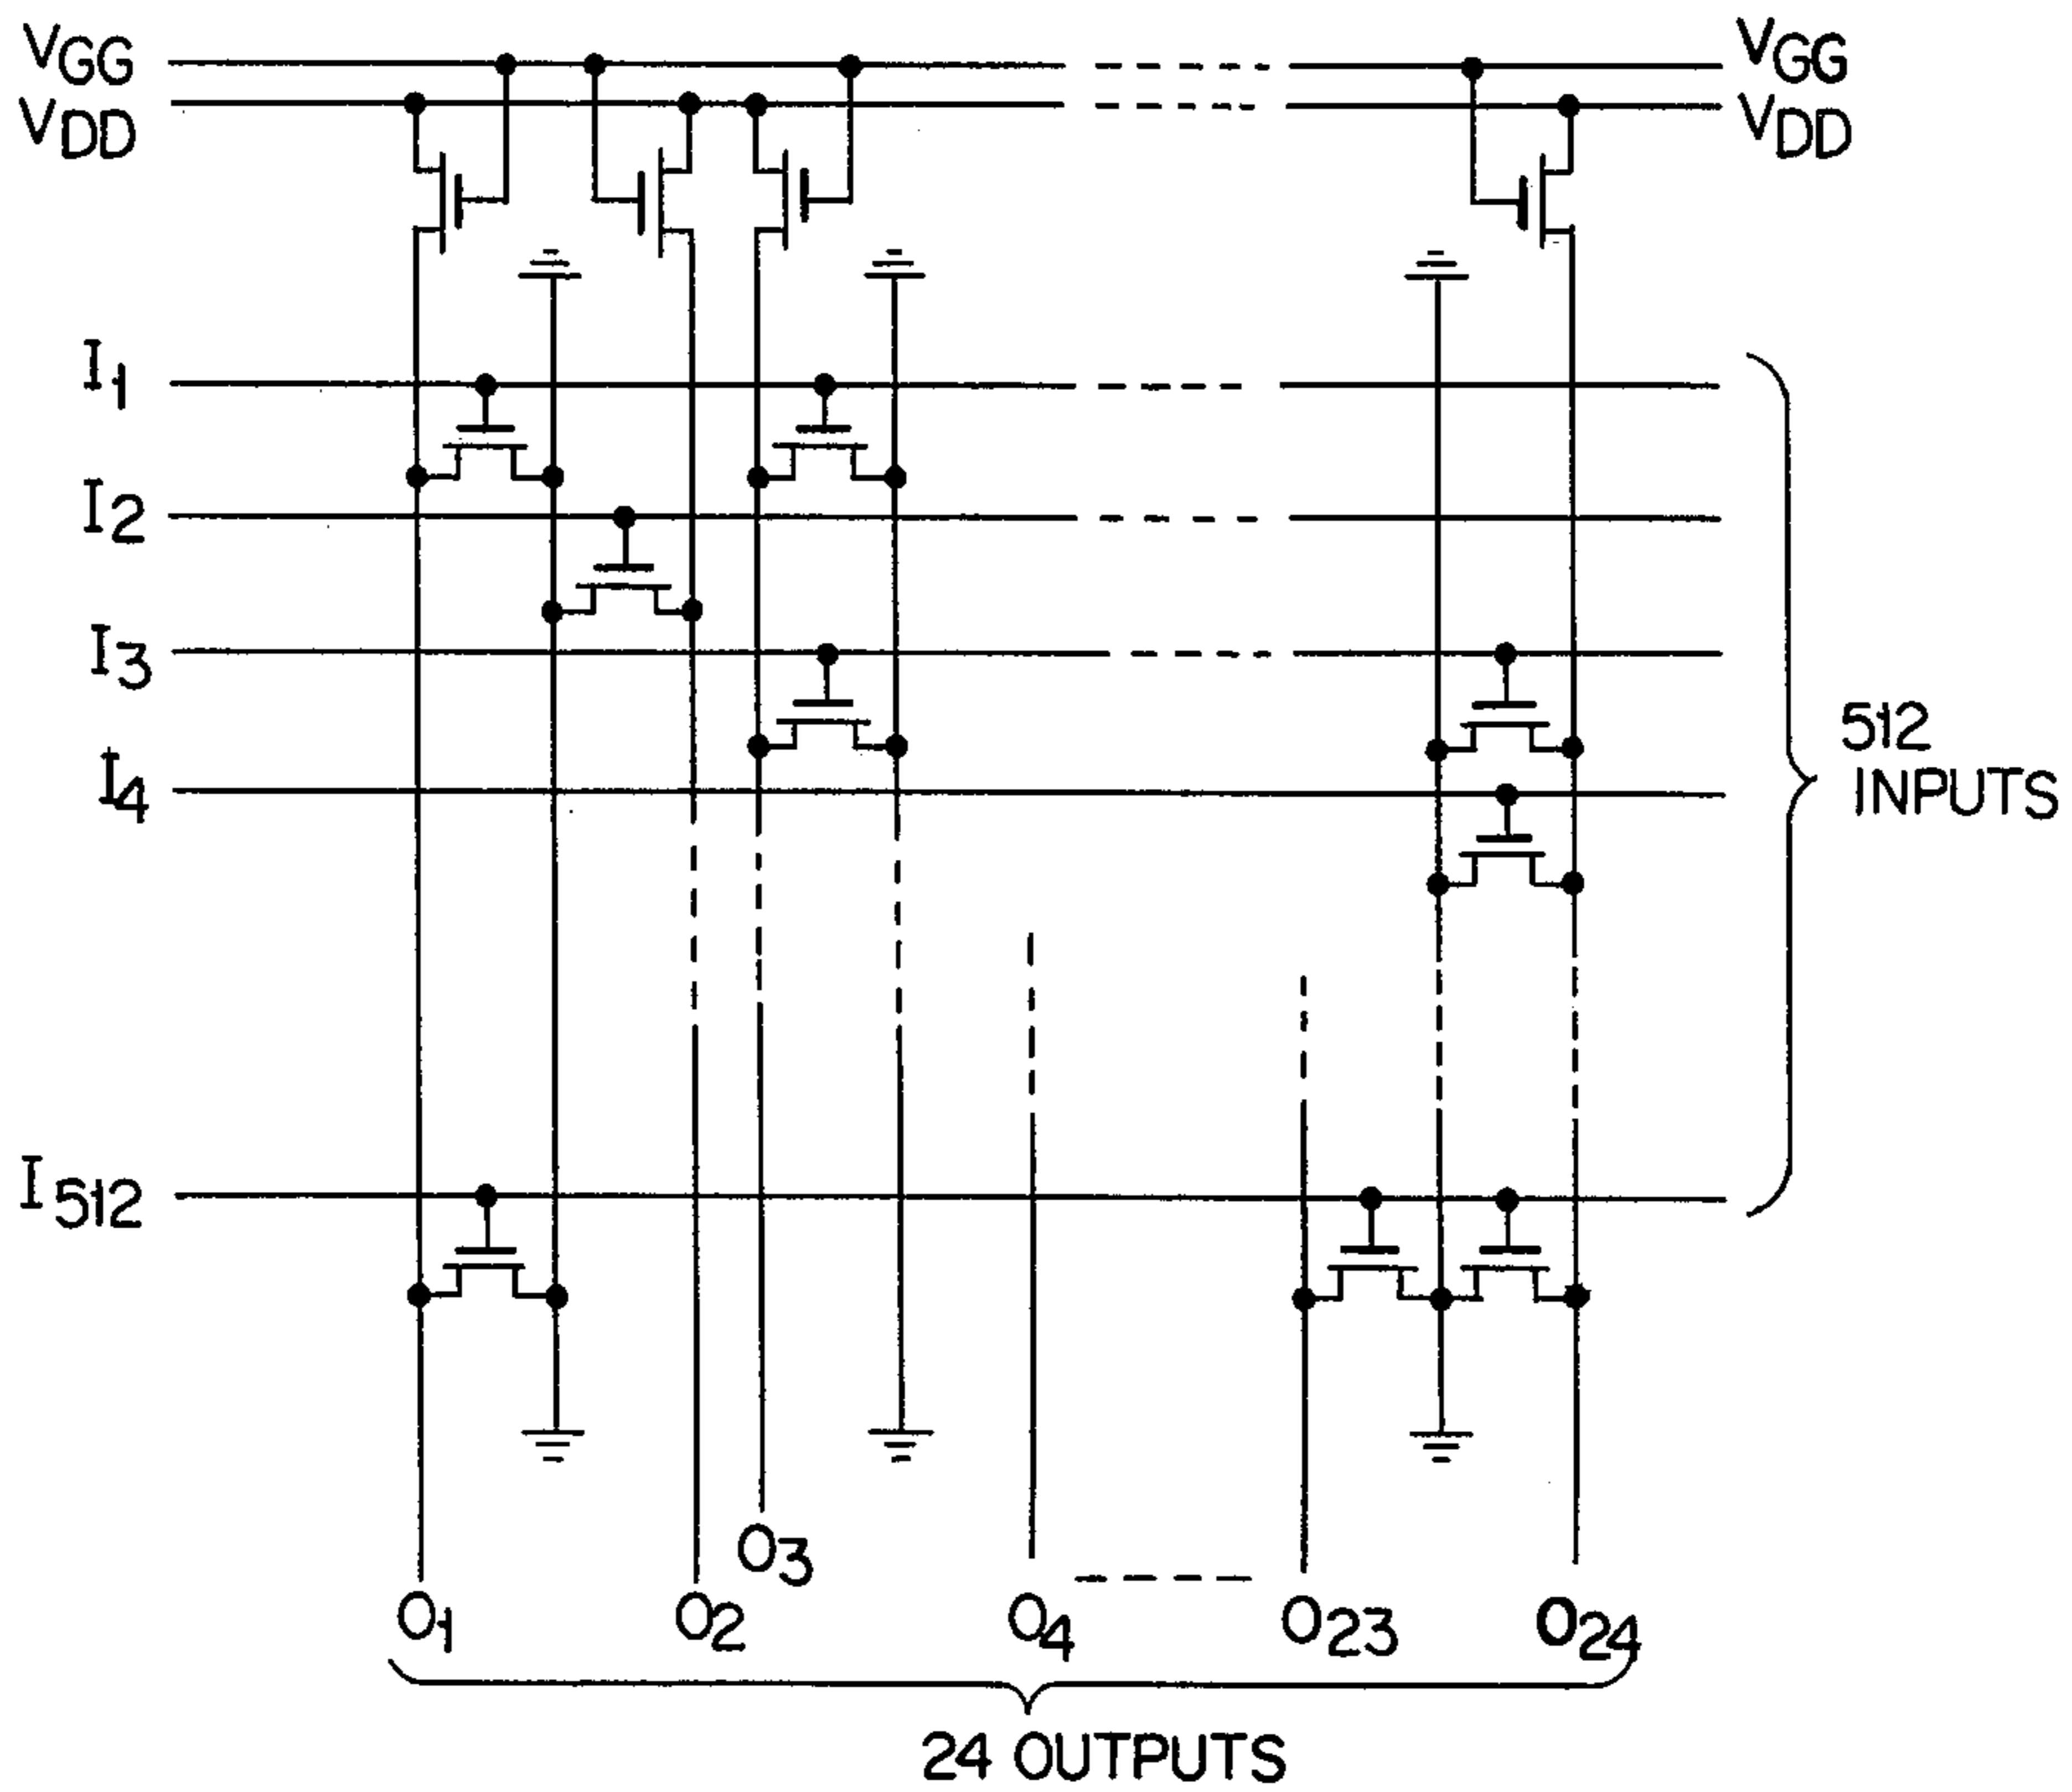 VGG VGG
VDD VDD
I1
I2
I3
I4
512
INPUTS
I512
O3
O1 O2 O4 O23 O24
24 OUTPUTS